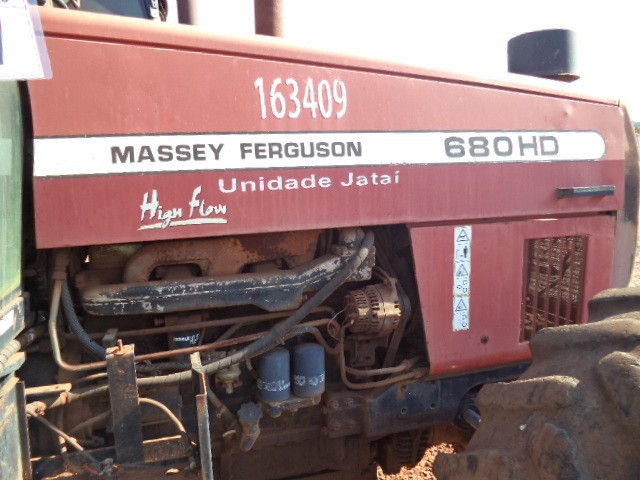 163409
MASSEY FERGUSON 680HD
Unidade Jataí
High Flow